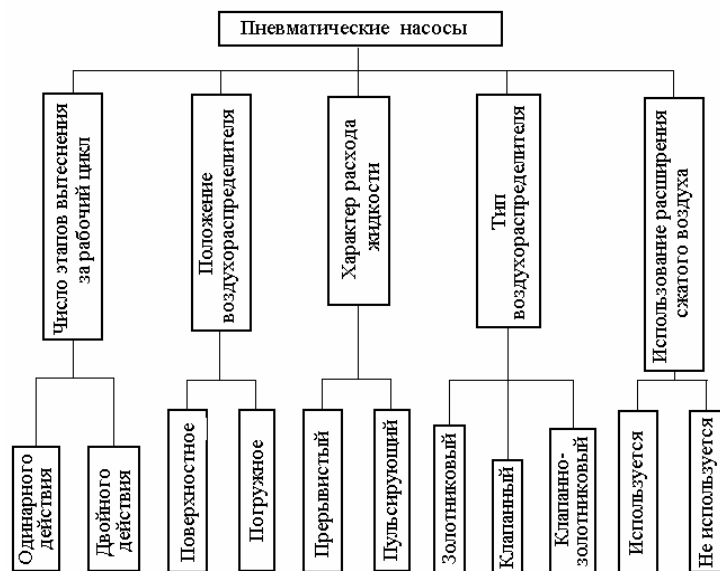 Пневматические насосы
Число этапов вытеснения
за рабочий цикл
Положение
воздухораспределителя
Характер расхода
жидкости
Тип
воздухораспределителя
Использование расширения
сжатого воздуха
Одинарного
действия
Двойного
действия
Поверхностное
Погружное
Прерывистый
Пульсирующий
Золотниковый
Клапанный
Клапанно-
золотниковый
Используется
Не используется